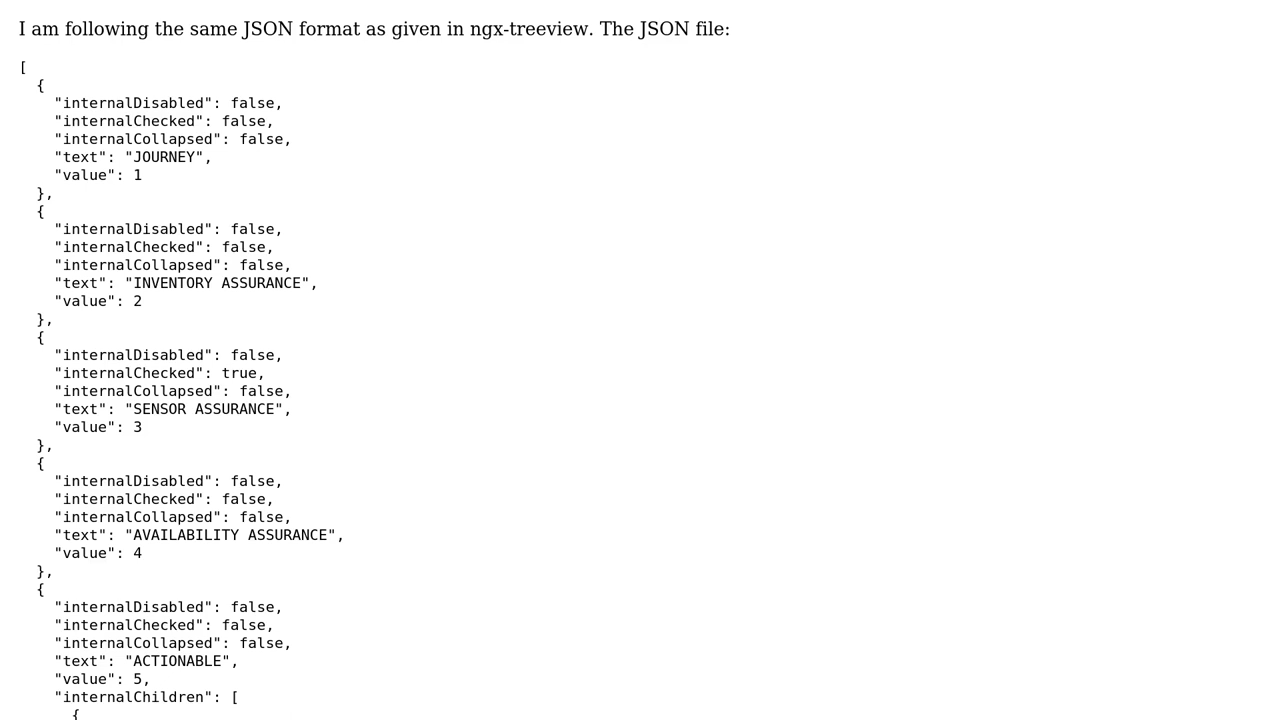 I am following the same JSON format as given in ngx-treeview. The JSON file:
[
  {
    "internalDisabled": false,
    "internalChecked": false,
    "internalCollapsed": false,
    "text": "JOURNEY",
    "value": 1
  },
  {
    "internalDisabled": false,
    "internalChecked": false,
    "internalCollapsed": false,
    "text": "INVENTORY ASSURANCE",
    "value": 2
  },
  {
    "internalDisabled": false,
    "internalChecked": true,
    "internalCollapsed": false,
    "text": "SENSOR ASSURANCE",
    "value": 3
  },
  {
    "internalDisabled": false,
    "internalChecked": false,
    "internalCollapsed": false,
    "text": "AVAILABILITY ASSURANCE",
    "value": 4
  },
  {
    "internalDisabled": false,
    "internalChecked": false,
    "internalCollapsed": false,
    "text": "ACTIONABLE",
    "value": 5,
    "internalChildren": [
      {